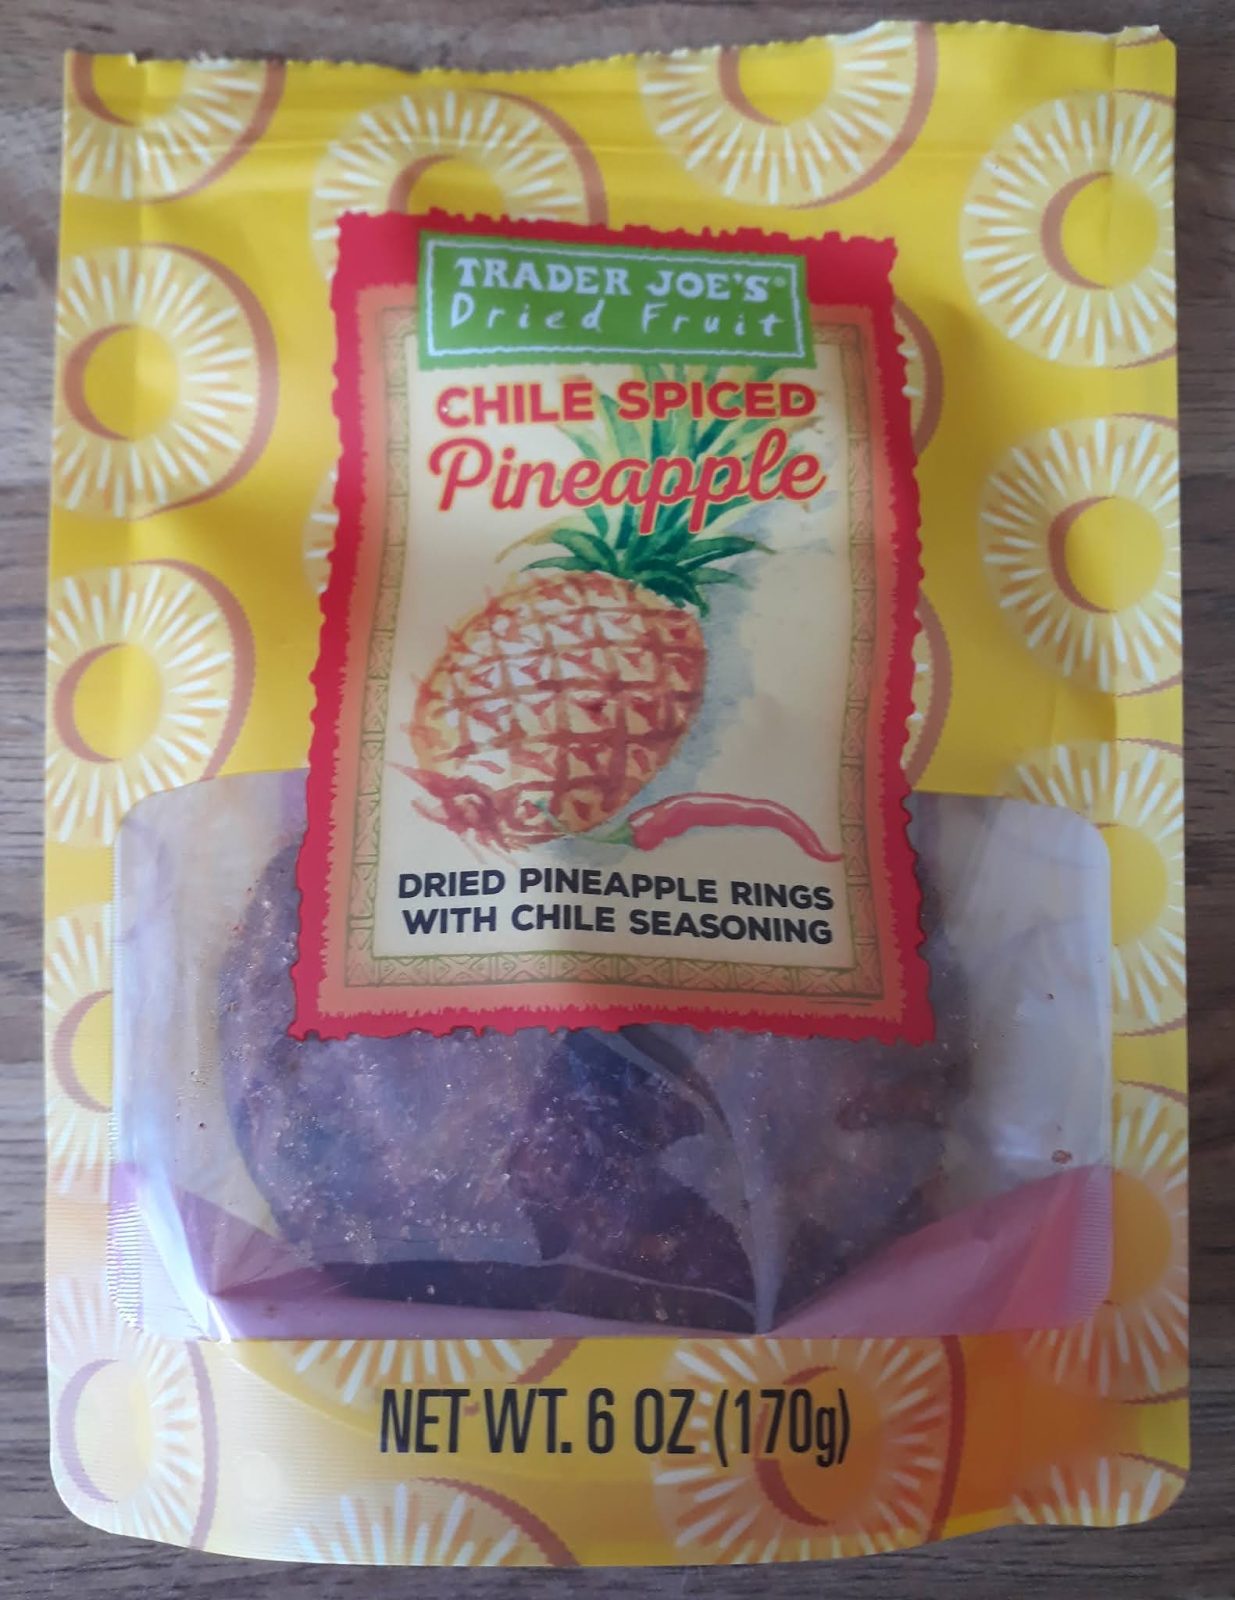 TRADER JOE'S®
Dried Fruit
CHILE SPICED
Pineapple
DRIED PINEAPPLE RINGS
WITH CHILE SEASONING
NET WT. 6 OZ (170g)